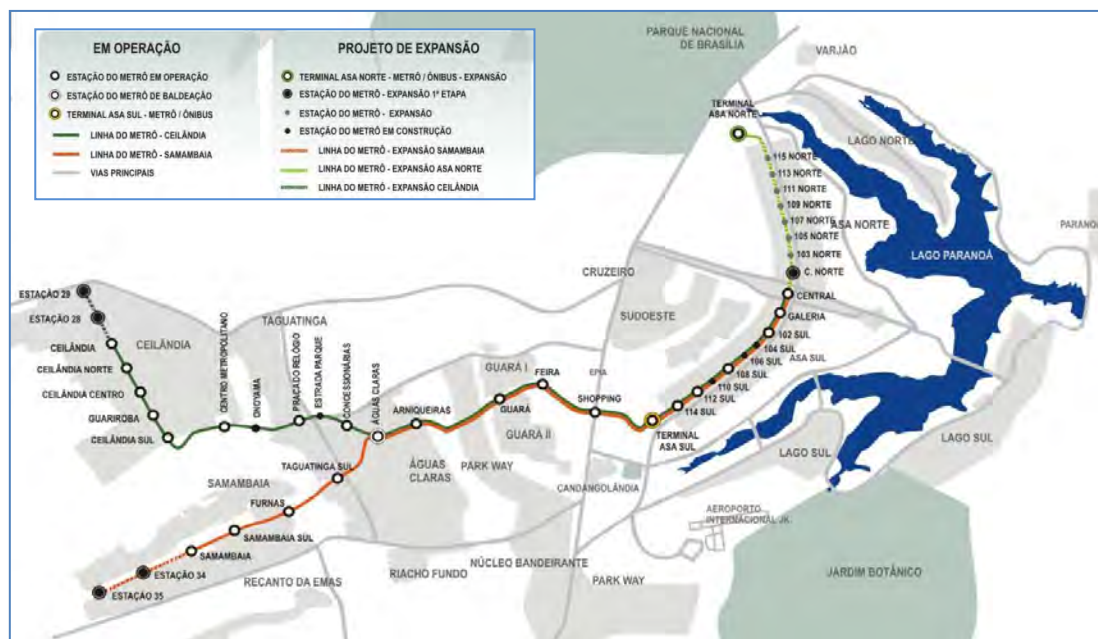 EM OPERAÇÃO
ESTAÇÃO DO METRÔ EM OPERAÇÃO
ESTAÇÃO DO METRÔ DE BALDEAÇÃO
TERMINAL ASA SUL - METRÔ / ÔNIBUS
LINHA DO METRÔ - CEILÂNDIA
LINHA DO METRÔ - SAMAMBAIA
VIAS PRINCIPAIS
PROJETO DE EXPANSÃO
TERMINAL ASA NORTE - METRÔ / ÔNIBUS - EXPANSÃO
ESTAÇÃO DO METRÔ - EXPANSÃO 1ª ETAPA
ESTAÇÃO DO METRÔ - EXPANSÃO
ESTAÇÃO DO METRÔ EM CONSTRUÇÃO
LINHA DO METRÔ - EXPANSÃO SAMAMBAIA
LINHA DO METRÔ - EXPANSÃO ASA NORTE
LINHA DO METRÔ - EXPANSÃO CEILÂNDIA
PARQUE NACIONAL
DE BRASÍLIA
VARJÃO
TERMINAL
ASA NORTE
LAGO NORTE
115 NORTE
113 NORTE
111 NORTE
109 NORTE
107 NORTE
105 NORTE
103 NORTE
ASA NORTE
PARANOÁ
LAGO PARANOÁ
C. NORTE
CENTRAL
GALERIA
102 SUL
104 SUL
106 SUL
108 SUL
110 SUL
112 SUL
114 SUL
ASA SUL
TERMINAL
ASA SUL
CRUZEIRO
SUDOESTE
EPIA
SHOPPING
FEIRA
GUARÁ I
GUARÁ
GUARÁ II
ARNIQUEIRAS
ÁGUAS CLARAS
CONCESSIONÁRIAS
ESTRADA PARQUE
PRAÇADO RELÓGIO
ONOYAMA
CENTRO METROPOLITANO
TAGUATINGA
ESTAÇÃO 29
ESTAÇÃO 28
CEILÂNDIA
CEILÂNDIA
CEILÂNDIA NORTE
CEILÂNDIA CENTRO
GUARIROBA
CEILÂNDIA SUL
TAGUATINGA SUL
ÁGUAS
CLARAS
PARK WAY
SAMAMBAIA
FURNAS
SAMAMBAIA SUL
SAMAMBAIA
ESTAÇÃO 34
ESTAÇÃO 35
RECANTO DA EMAS
RIACHO FUNDO
NÚCLEO BANDEIRANTE
CANDANGOLÂNDIA
PARK WAY
AEROPORTO
INTERNACIONAL JK.
LAGO SUL
LAGO SUL
JARDIM BOTÂNICO